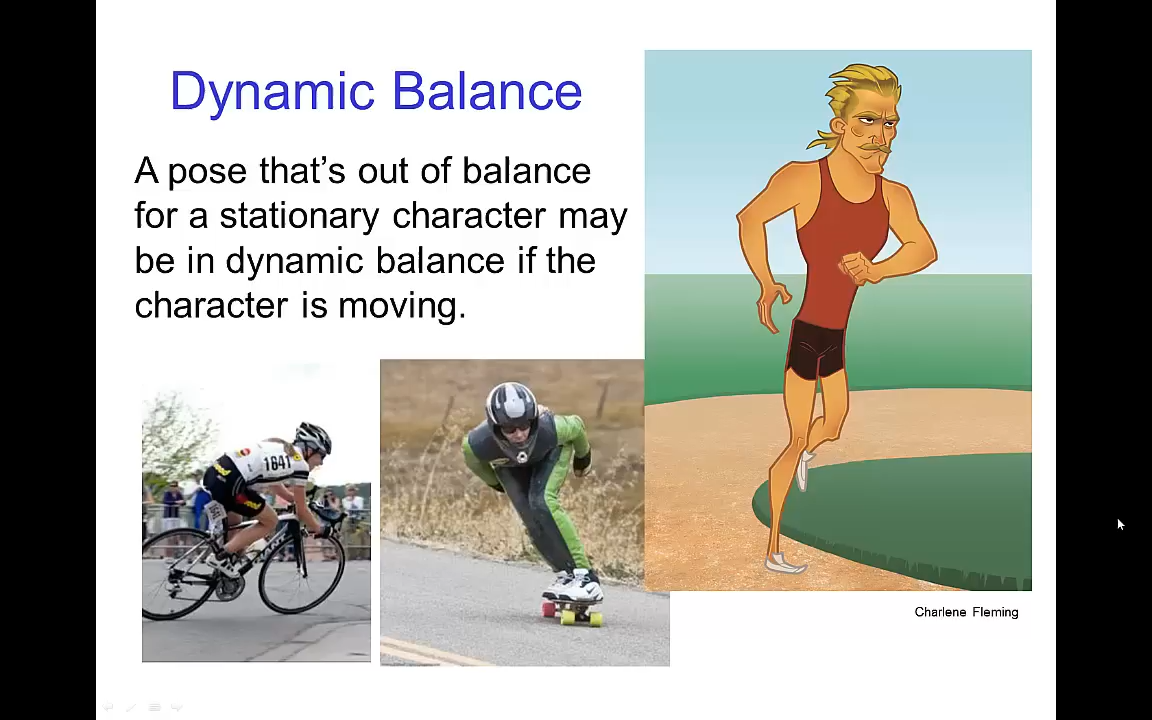 Dynamic Balance
A pose that's out of balance
for a stationary character may
be in dynamic balance if the
character is moving.
1841
Charlene Fleming